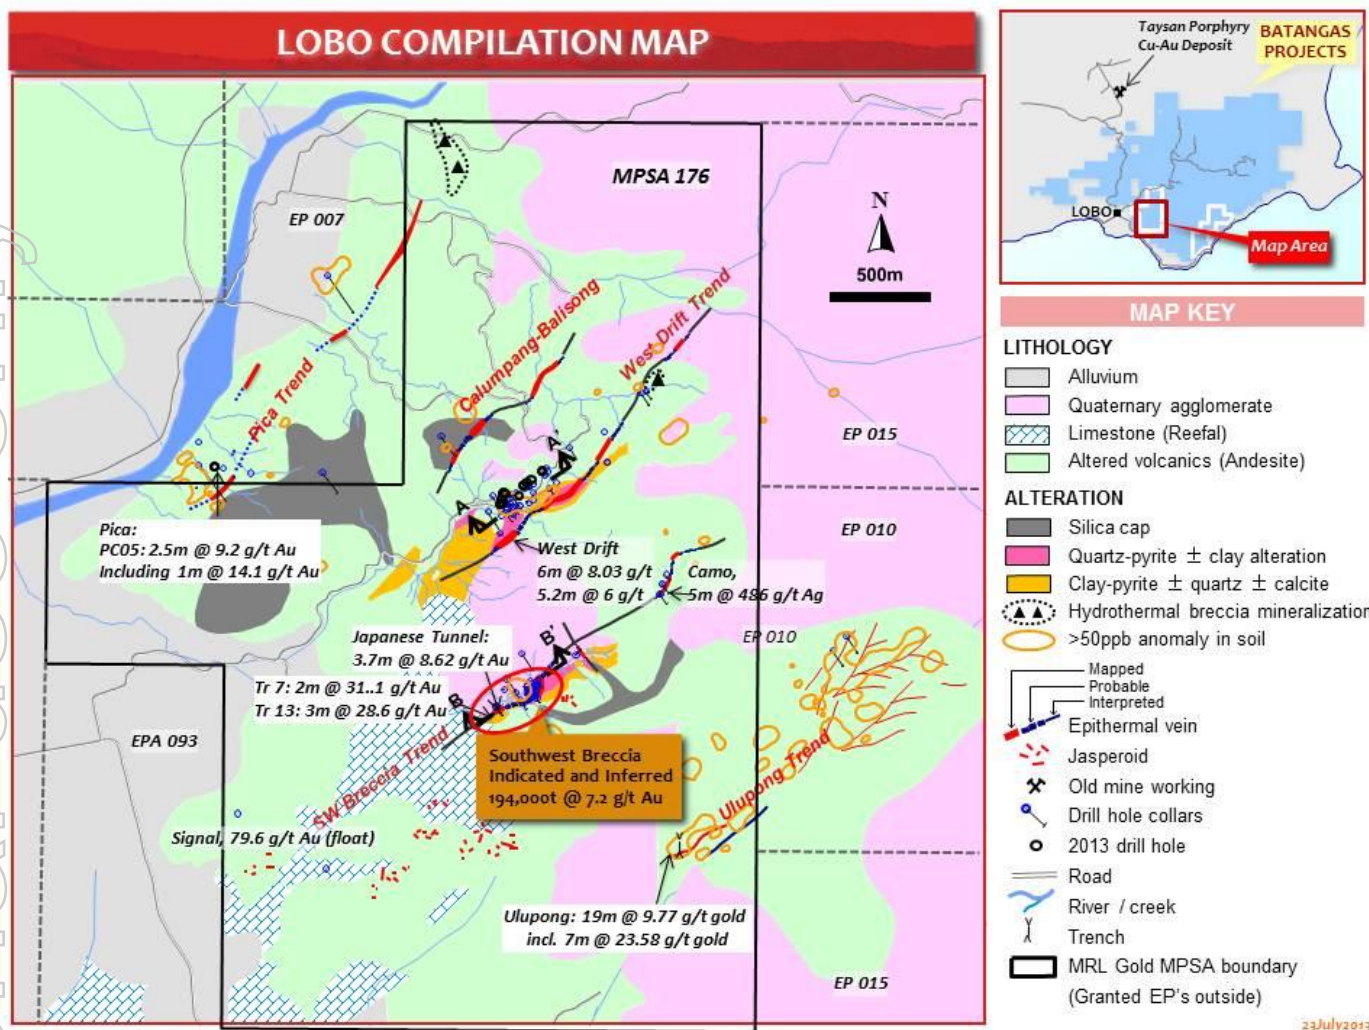 LOBO COMPILATION MAP
MPSA 176
EP 007
N
500m
Pica Trend
Calumpang-Balisong
West Drift Trend
EP 015
A'
A
Pica:
PC05: 2.5m @ 9.2 g/t Au
Including 1m @ 14.1 g/t Au
West Drift
6m @ 8.03 g/t
5.2m @ 6 g/t
Camo,
5m @ 486 g/t Ag
EP 010
EP 010
Japanese Tunnel:
3.7m @ 8.62 g/t Au
B'
B
Tr 7: 2m @ 31..1 g/t Au
Tr 13: 3m @ 28.6 g/t Au
EPA 093
SW Breccia Trend
Southwest Breccia
Indicated and Inferred
194,000t @ 7.2 g/t Au
Ulupong Trend
Signal, 79.6 g/t Au (float)
Ulupong: 19m @ 9.77 g/t gold
incl. 7m @ 23.58 g/t gold
EP 015
Taysan Porphyry
Cu-Au Deposit
BATANGAS
PROJECTS
LOBO
Map Area
MAP KEY
LITHOLOGY
Alluvium
Quaternary agglomerate
Limestone (Reefal)
Altered volcanics (Andesite)
ALTERATION
Silica cap
Quartz-pyrite ± clay alteration
Clay-pyrite ± quartz ± calcite
Hydrothermal breccia mineralization
>50ppb anomaly in soil
Mapped
Probable
Interpreted
Epithermal vein
Jasperoid
Old mine working
Drill hole collars
2013 drill hole
Road
River / creek
Trench
MRL Gold MPSA boundary
(Granted EP's outside)